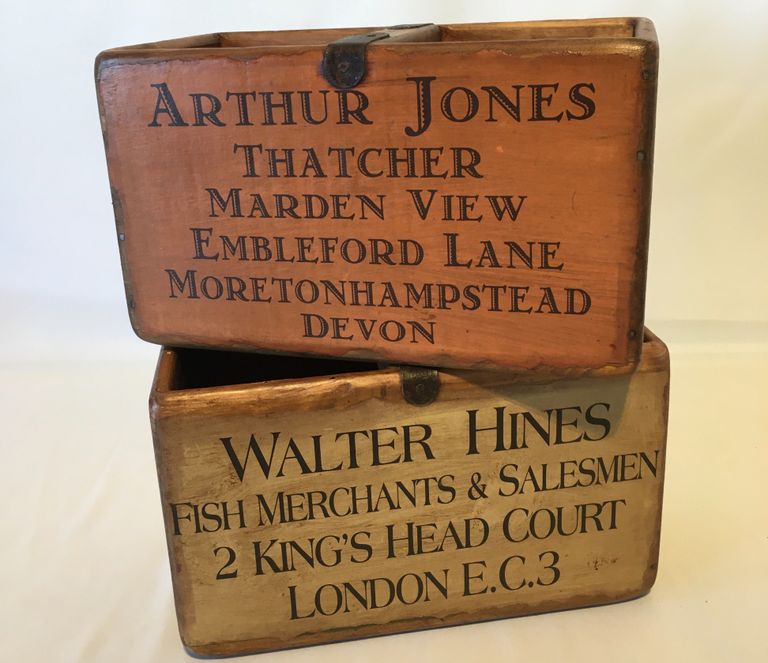 ARTHUR JONES
THATCHER
MARDEN VIEW
EMBLEFORD LANE
MORETONHAMPSTEAD
DEVON
WALTER HINES
FISH MERCHANTS & SALESMEN
2 KING'S HEAD COURT
LONDON E.C.3